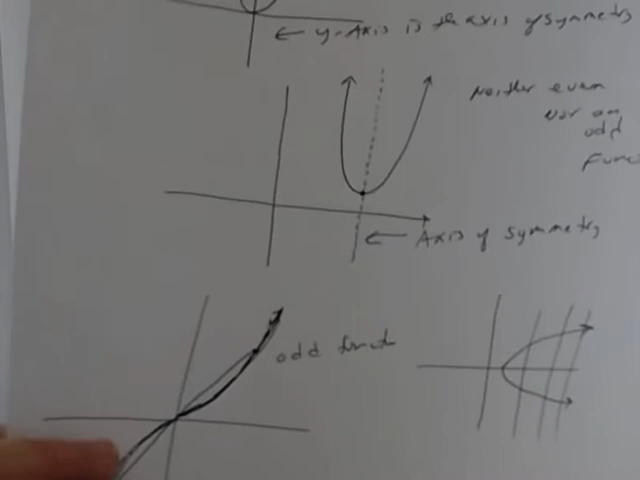 ← y-Axis is the axis of symmetry
Neither even
nor an
odd
Func
← Axis of symmetry
odd funct